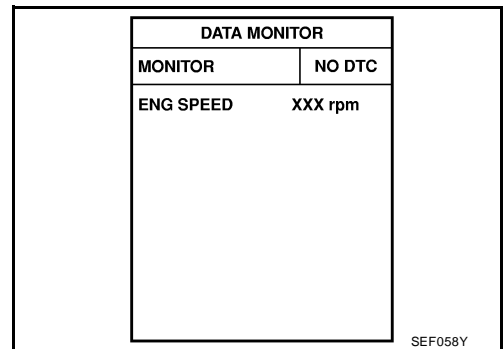 DATA MONITOR
MONITOR NO DTC
ENG SPEED XXX rpm
SEF058Y